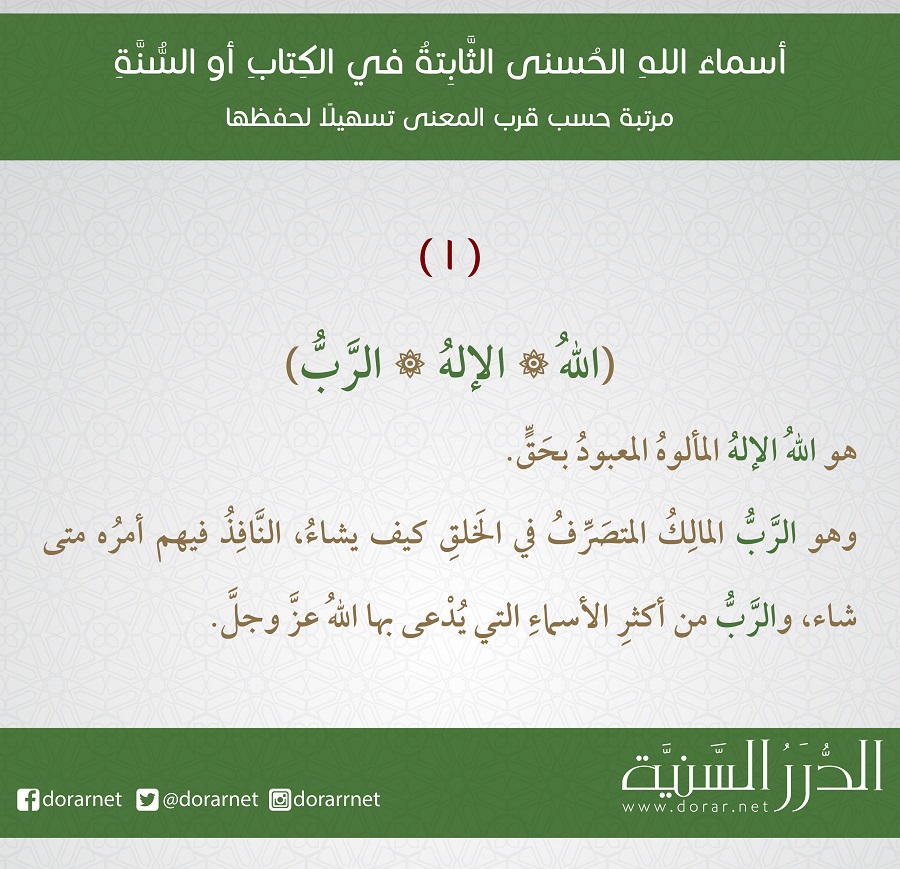 أسماءُ اللهِ الحُسنى الثَّابِتةُ في الكِتابِ أو السُّنَّةِ
مرتبة حسب قرب المعنى تسهيلًا لحفظها
(١)
(اللهُ ۞ الإلهُ ۞ الرَّبُّ)
هو اللهُ الإلهُ المألوهُ المعبودُ بحَقٍّ.
وهو الرَّبُّ المالِكُ المتصَرِّفُ في الخَلقِ كيف يشاءُ، النَّافِذُ فيهم أمرُه متى
شاء، والرَّبُّ من أكثرِ الأسماءِ التي يُدْعى بها اللهُ عزَّ وجلَّ.
الدُّرَرُ السَّنيَّة
www.dorar.net
dorarnet @dorarnet dorarrnet